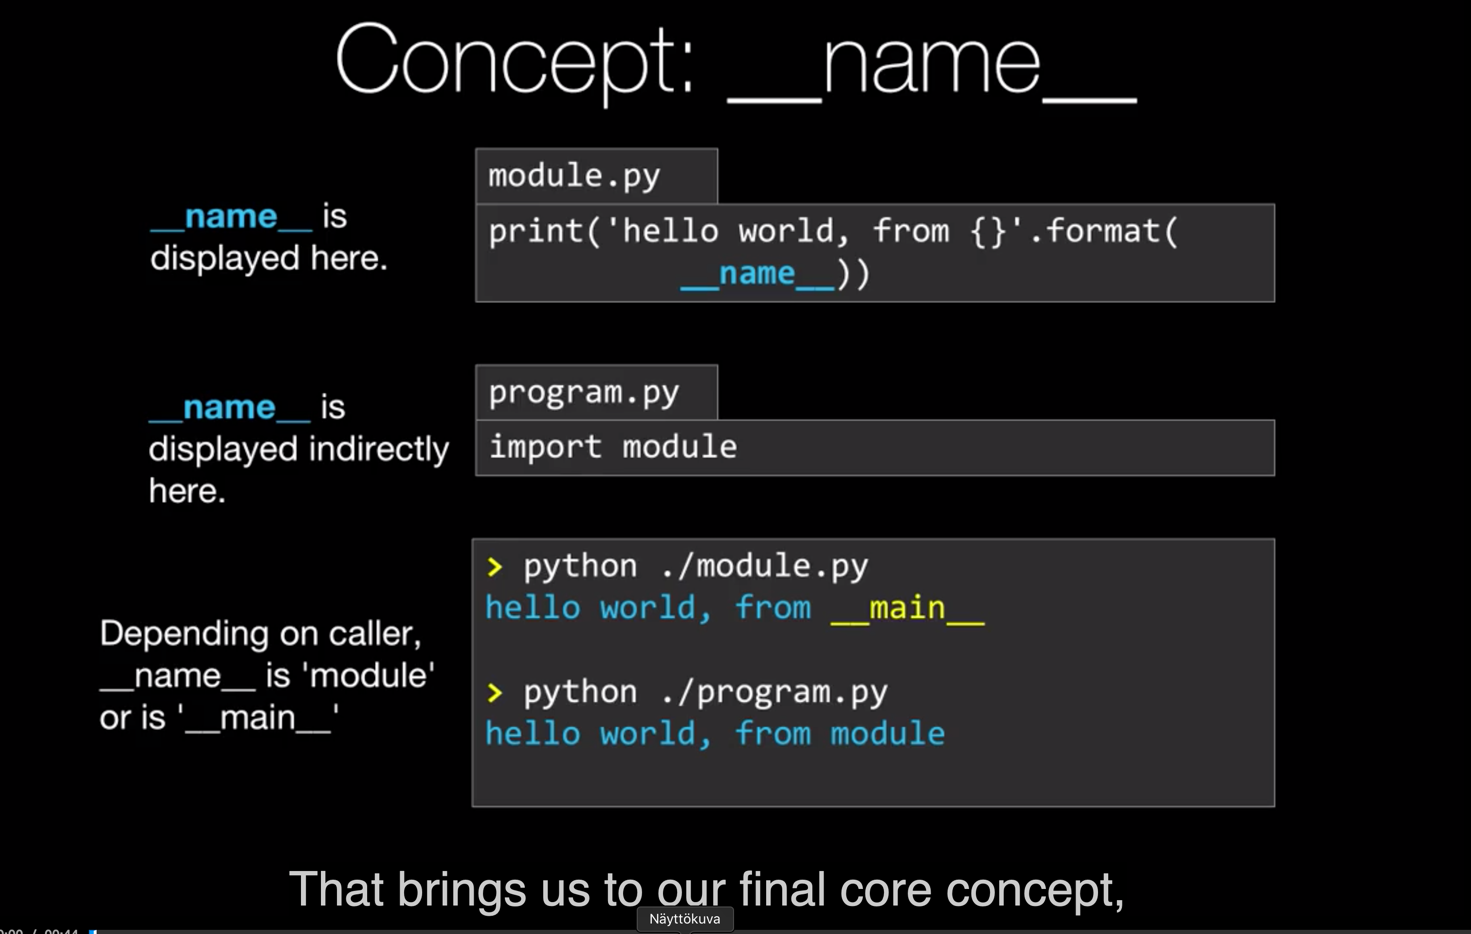 Concept: __name__
__name__ is
displayed here.
module.py
print('hello world, from {}'.format(
__name__))
__name__ is
displayed indirectly
here.
program.py
import module
Depending on caller,
__name__ is 'module'
or is '__main__'
> python ./module.py
hello world, from __main__
> python ./program.py
hello world, from module
That brings us to our final core concept,
Näyttökuva